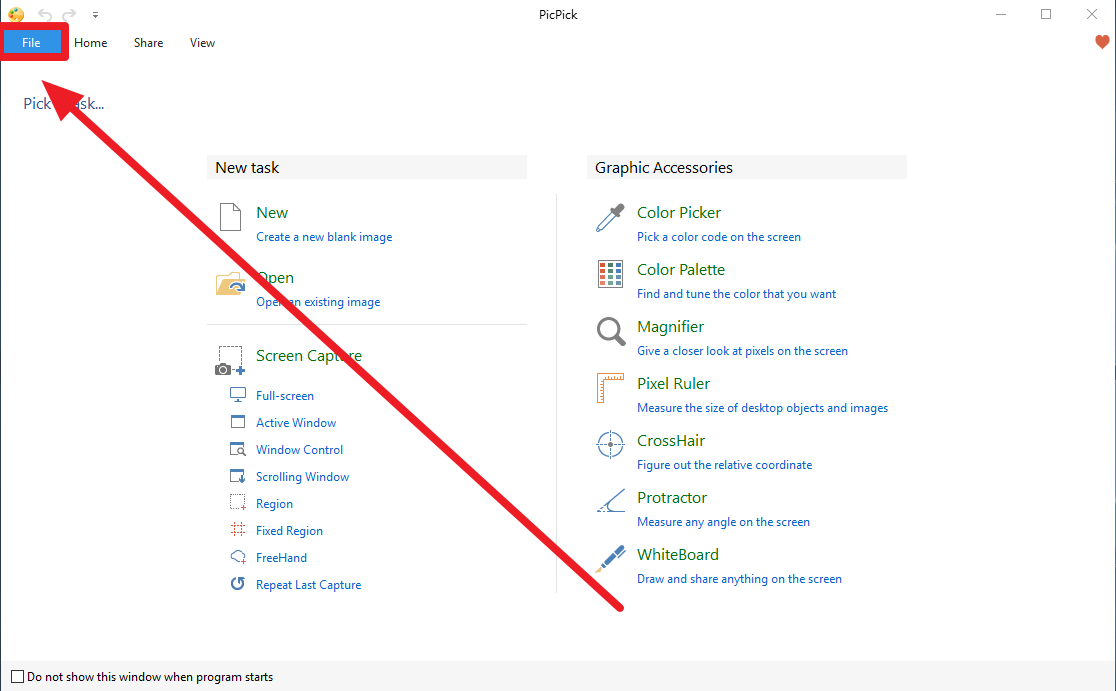 PicPick
File Home Share View
Pick ask...
New task
New
Create a new blank image
Open
Open an existing image
Screen Capture
Full-screen
Active Window
Window Control
Scrolling Window
Region
Fixed Region
FreeHand
Repeat Last Capture
Graphic Accessories
Color Picker
Pick a color code on the screen
Color Palette
Find and tune the color that you want
Magnifier
Give a closer look at pixels on the screen
Pixel Ruler
Measure the size of desktop objects and images
CrossHair
Figure out the relative coordinate
Protractor
Measure any angle on the screen
WhiteBoard
Draw and share anything on the screen
Do not show this window when program starts